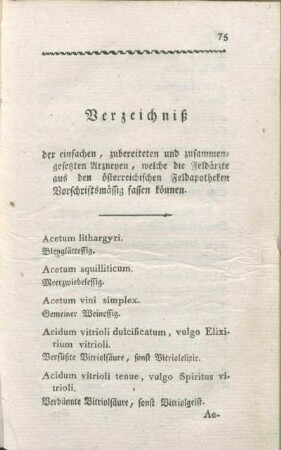 75
Verzeichniß
der einfachen, zubereiteten und zusammen-
gesetzten Arzneyen, welche die Feldärzte
aus den österreichischen Feldapotheken
Vorschriftsmässig fassen können.
Acetum lithargyri.
Bleyglättessig.
Acetum squilliticum.
Meerzwiebelessig.
Acetum vini simplex.
Gemeiner Weinessig.
Acidum vitrioli dulcificatum, vulgo Elixi-
rium vitrioli.
Versüßte Vitriolsäure, sonst Vitriolelixir.
Acidum vitrioli tenue, vulgo Spiritus vi-
trioli.
Verdünnte Vitriolsäure, sonst Vitriolgeist.
Ae-